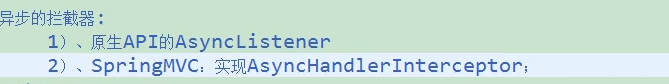 异步的拦截器:
1)、原生API的AsyncListener
2)、SpringMVC: 实现AsyncHandlerInterceptor;